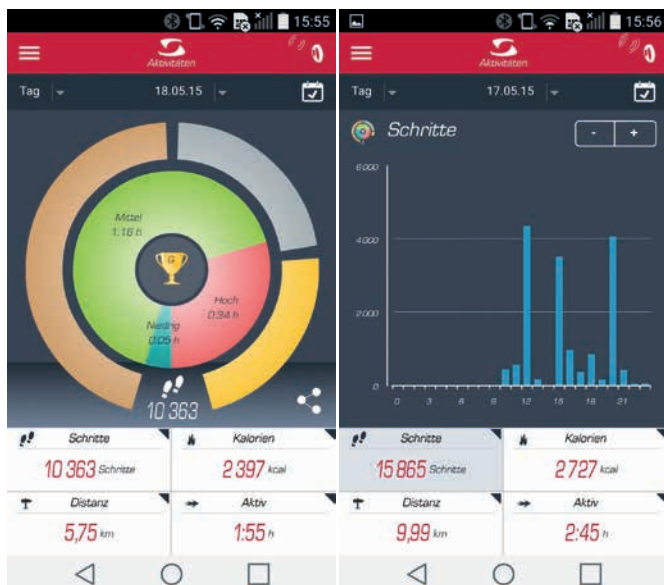 15:55
Aktivitäten
Tag
18.05.15
Mittel
1:16 h
G
Hoch
0:34 h
Niedrig
0:05 h
10 363
Schritte
Kalorien
10 363 Schritte
2 397 kcal
Distanz
Aktiv
5,75 km
1:55 h
15:56
Aktivitäten
Tag
17.05.15
Schritte
- +
6 000
4 000
2 000
0
0 3 6 9 12 15 18 21
Schritte
Kalorien
15 865 Schritte
2 727 kcal
Distanz
Aktiv
9,99 km
2:45 h